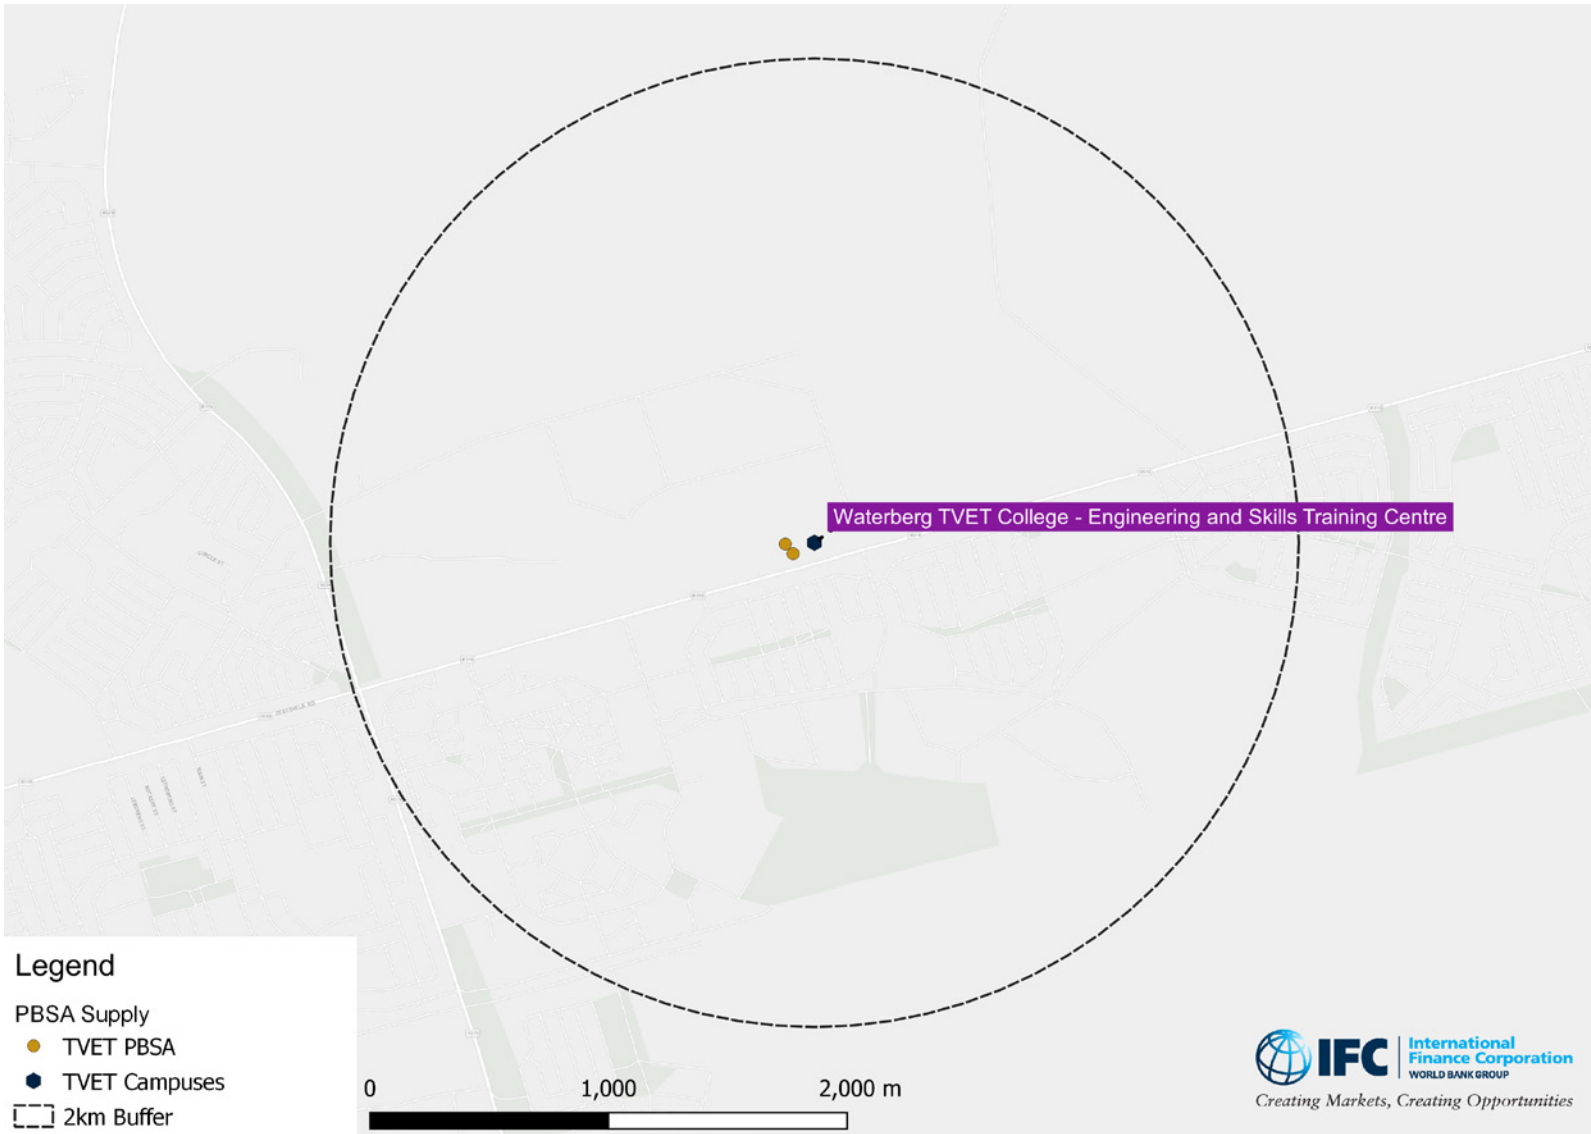 Waterberg TVET College - Engineering and Skills Training Centre
Legend
PBSA Supply
TVET PBSA
TVET Campuses
2km Buffer
0 1,000 2,000 m
IFC
International
Finance Corporation
WORLD BANK GROUP
Creating Markets, Creating Opportunities